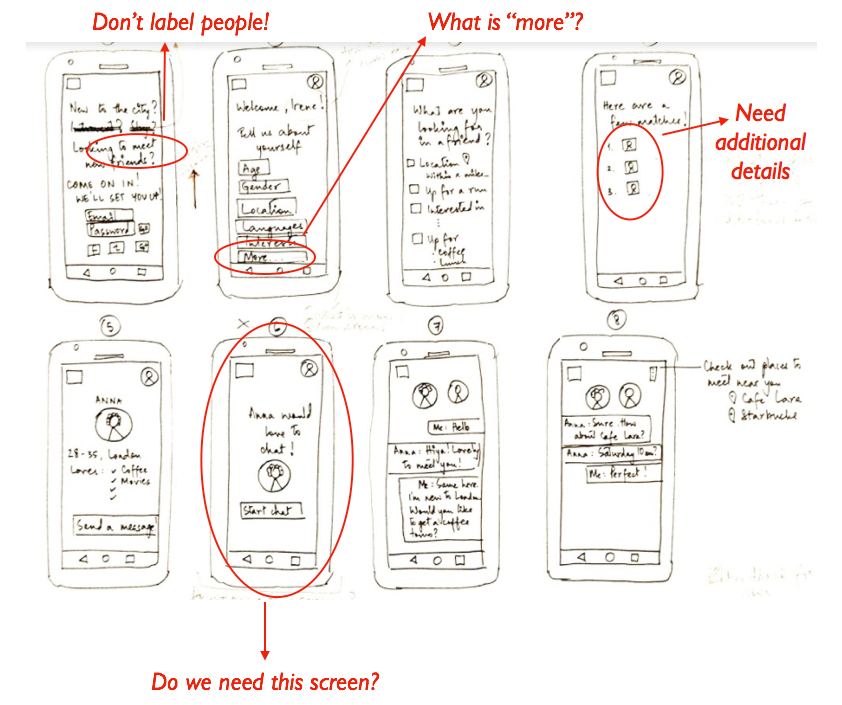 Don't label people!
What is "more"?
New to the city?
Looking to meet
new friends?
COME ON IN!
WE'LL SET YOU UP!
Email
Password
Welcome, Irene!
Tell us about
yourself
Age
Gender
Location
Languages
Interests
More...
What are you
looking for
in a friend?
Location
Within a miles..
Up for a run
Interested in
:
Up for
. Coffee
. Lunch
Here are a
few matches!
1.
2.
3.
Need
additional
details
5
ANNA
28-35, London
Loves: ✓ Coffee
✓ Movies
✓
✓
Send a message!
x
6
Anna would
love to
chat!
Start chat
7
Me: Hello
Anna: Hiya! Lovely
to meet you!
Me: Same here.
I'm new to London.
Would you like
to get a coffee
tomo?
8
Anna: Sure. How
about Cafe Lara?
Anna: Saturday 10am?
Me: Perfect!
Check out places to
meet near you
Cafe Lara
Starbucks
Do we need this screen?